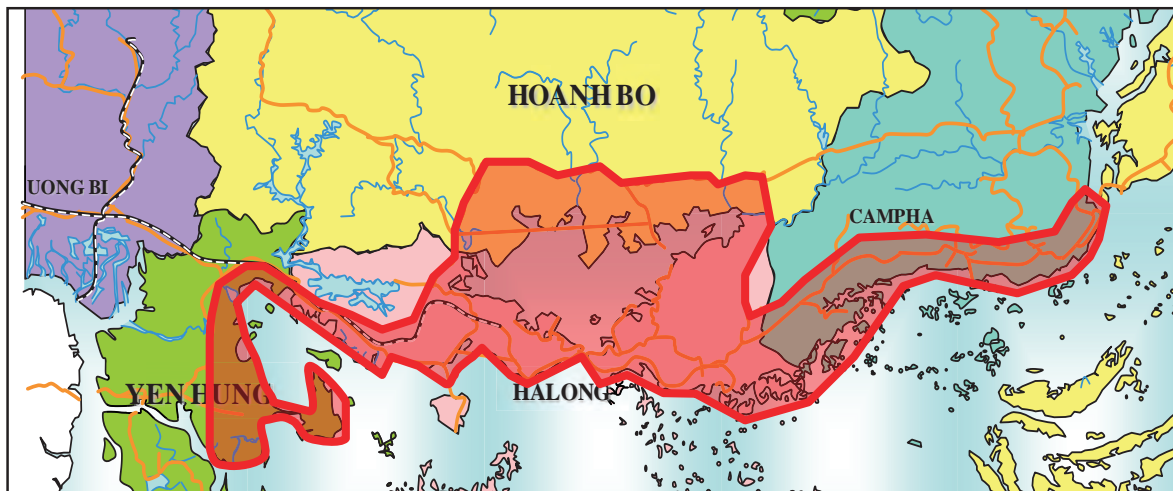 HOANH BO
UONG BI
CAMPHA
YEN HUNG
HALONG